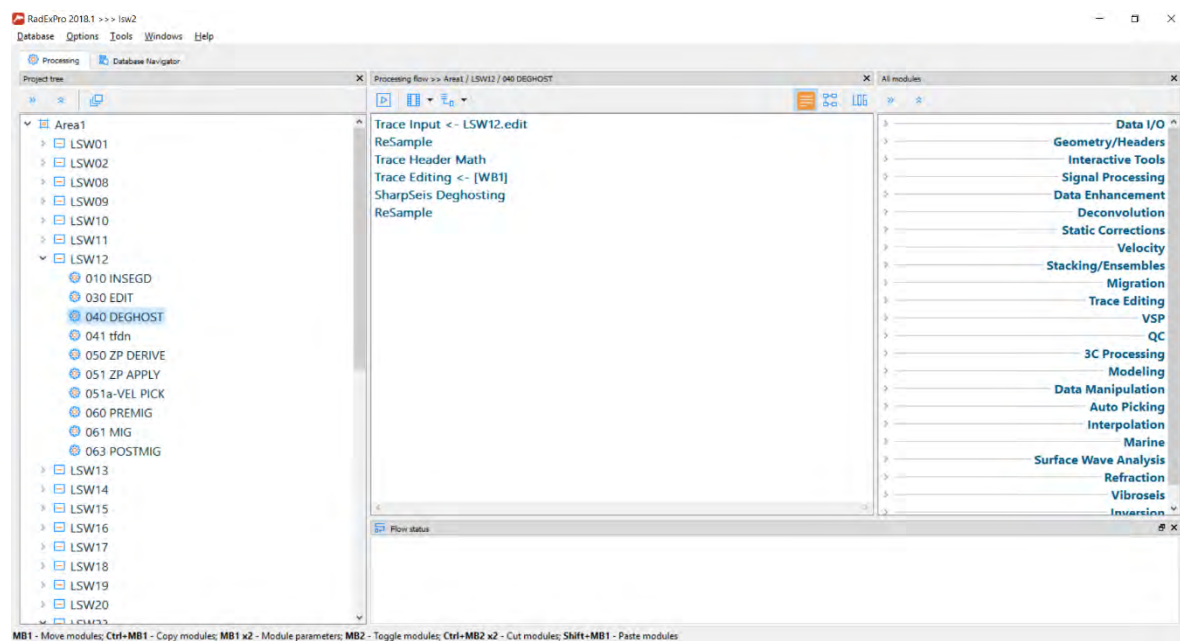 RadExPro 2018.1 >>> lsw2
Database Options Tools Windows Help
Processing Database Navigator
Project tree
Area1
LSW01
LSW02
LSW08
LSW09
LSW10
LSW11
LSW12
010 INSEGD
030 EDIT
040 DEGHOST
041 tfdn
050 ZP DERIVE
051 ZP APPLY
051a-VEL PICK
060 PREMIG
061 MIG
063 POSTMIG
LSW13
LSW14
LSW15
LSW16
LSW17
LSW18
LSW19
LSW20
Processing flow >> Area1 / LSW12 / 040 DEGHOST
LOG
Trace Input <- LSW12.edit
ReSample
Trace Header Math
Trace Editing <- [WB1]
SharpSeis Deghosting
ReSample
Flow status
All modules
Data I/O
Geometry/Headers
Interactive Tools
Signal Processing
Data Enhancement
Deconvolution
Static Corrections
Velocity
Stacking/Ensembles
Migration
Trace Editing
VSP
QC
3C Processing
Modeling
Data Manipulation
Auto Picking
Interpolation
Marine
Surface Wave Analysis
Refraction
Vibroseis
Inversion
MB1 - Move modules; Ctrl+MB1 - Copy modules; MB1 x2 - Module parameters; MB2 - Toggle modules; Ctrl+MB2 x2 - Cut modules; Shift+MB1 - Paste modules